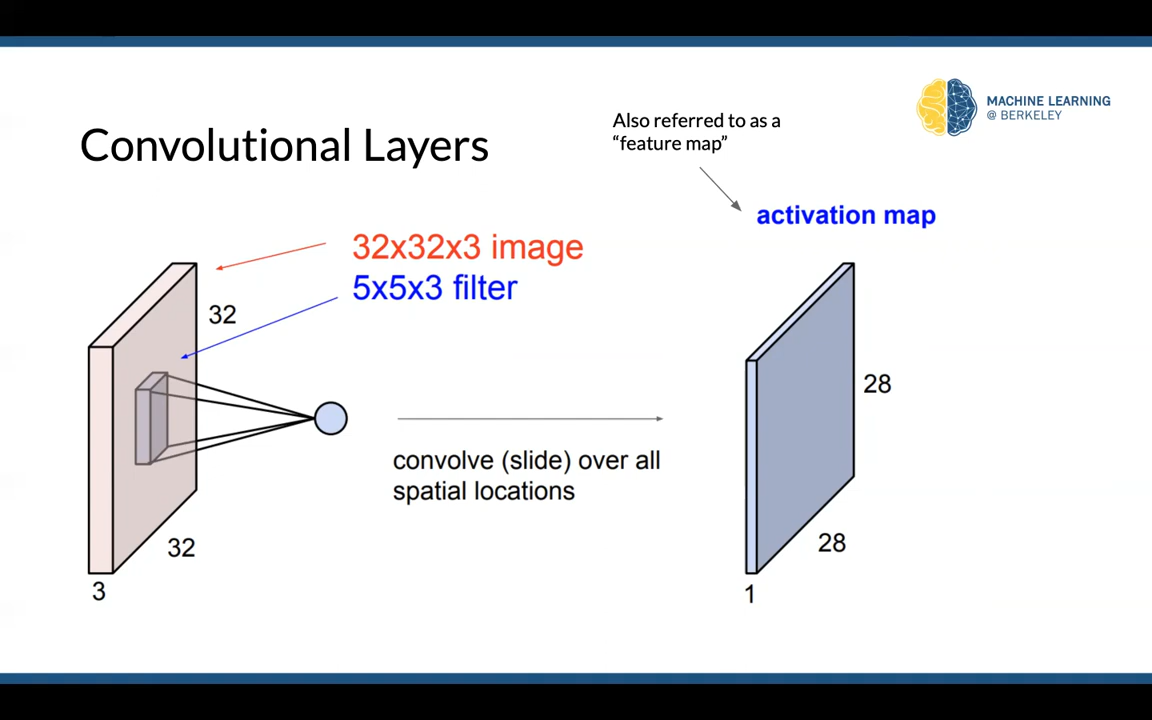 MACHINE LEARNING
@ BERKELEY
Also referred to as a
“feature map”
Convolutional Layers
activation map
32x32x3 image
5x5x3 filter
32
28
convolve (slide) over all
spatial locations
32
28
3
1